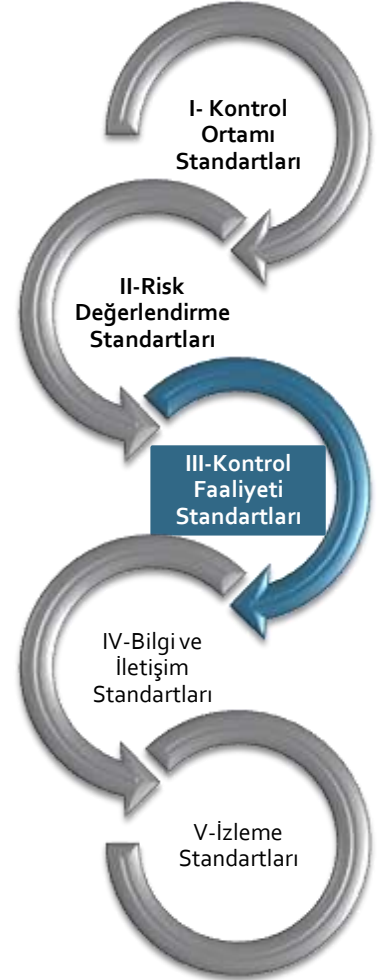 I- Kontrol
Ortamı
Standartları
II-Risk
Değerlendirme
Standartları
III-Kontrol
Faaliyeti
Standartları
IV-Bilgi ve
İletişim
Standartları
V-İzleme
Standartları